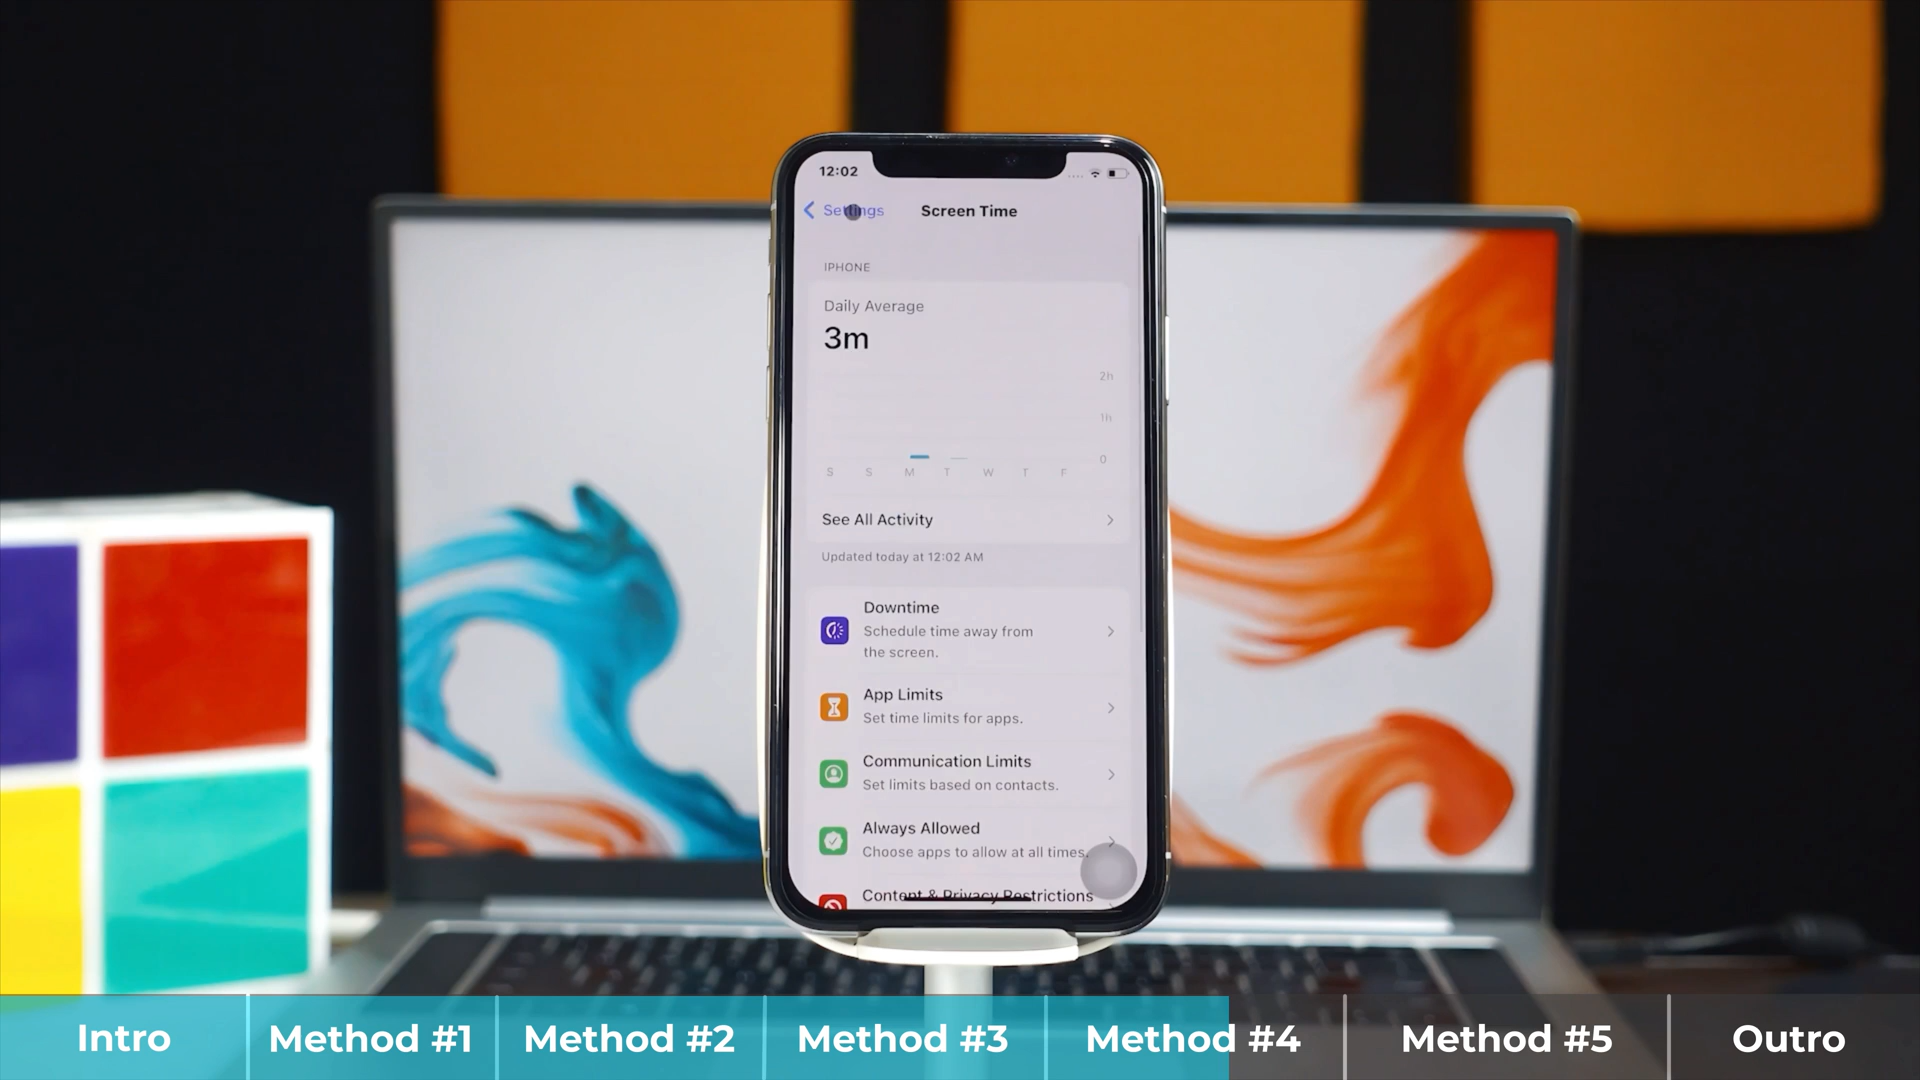 12:02
Settings
Screen Time
IPHONE
Daily Average
3m
2h
1h
0
S S M T W T F
See All Activity
Updated today at 12:02 AM
Downtime
Schedule time away from
the screen.
App Limits
Set time limits for apps.
Communication Limits
Set limits based on contacts.
Always Allowed
Choose apps to allow at all times.
Content & Privacy Restrictions
Intro
Method #1
Method #2
Method #3
Method #4
Method #5
Outro